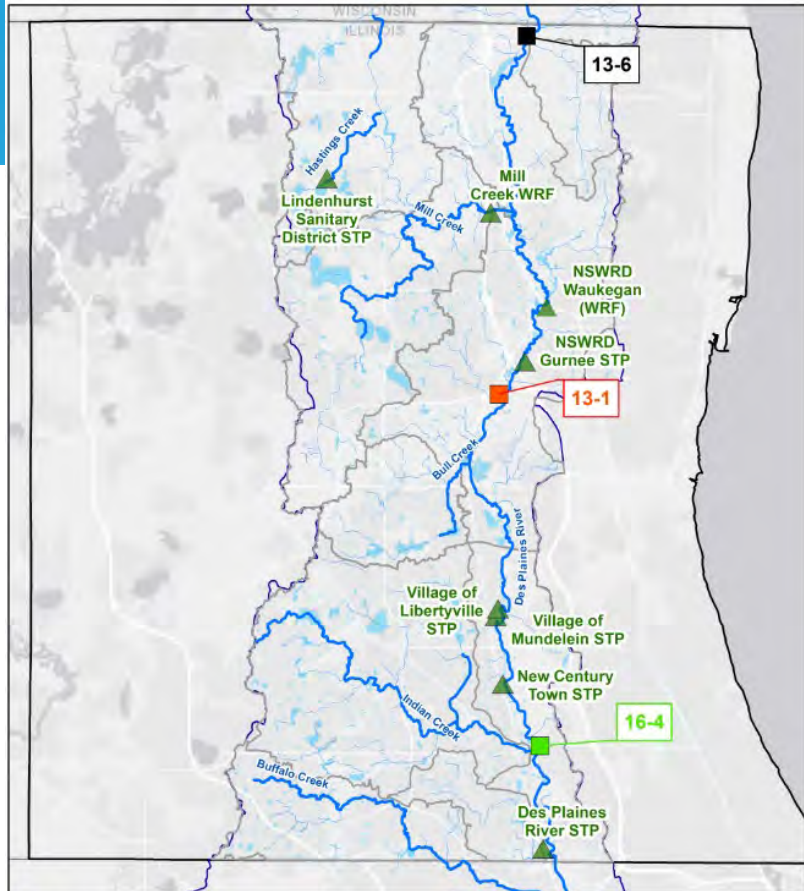 WISCONSIN
ILLINOIS
13-6
Hastings Creek
Lindenhurst
Sanitary
District STP
Mill
Creek WRF
Mill Creek
NSWRD
Waukegan
(WRF)
NSWRD
Gurnee STP
13-1
Bull Creek
Des Plaines River
Village of
Libertyville
STP
Village of
Mundelein STP
New Century
Town STP
Indian Creek
16-4
Buffalo Creek
Des Plaines
River STP